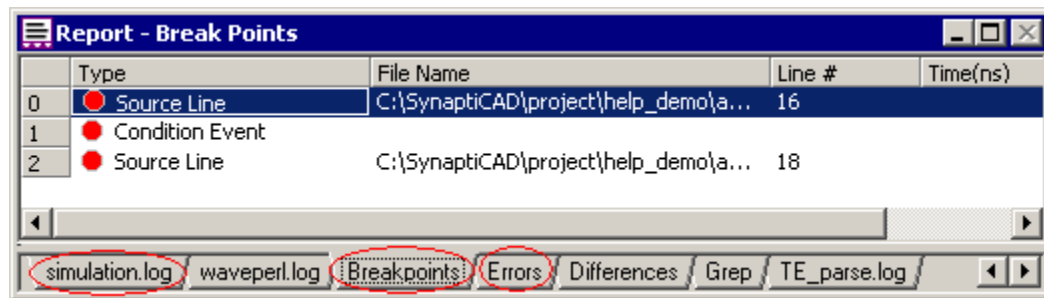 Report - Break Points
Type File Name Line # Time(ns)
0 Source Line C:\SynaptiCAD\project\help_demo\a... 16
1 Condition Event
2 Source Line C:\SynaptiCAD\project\help_demo\a... 18
simulation.log waveperl.log Breakpoints Errors Differences Grep TE_parse.log